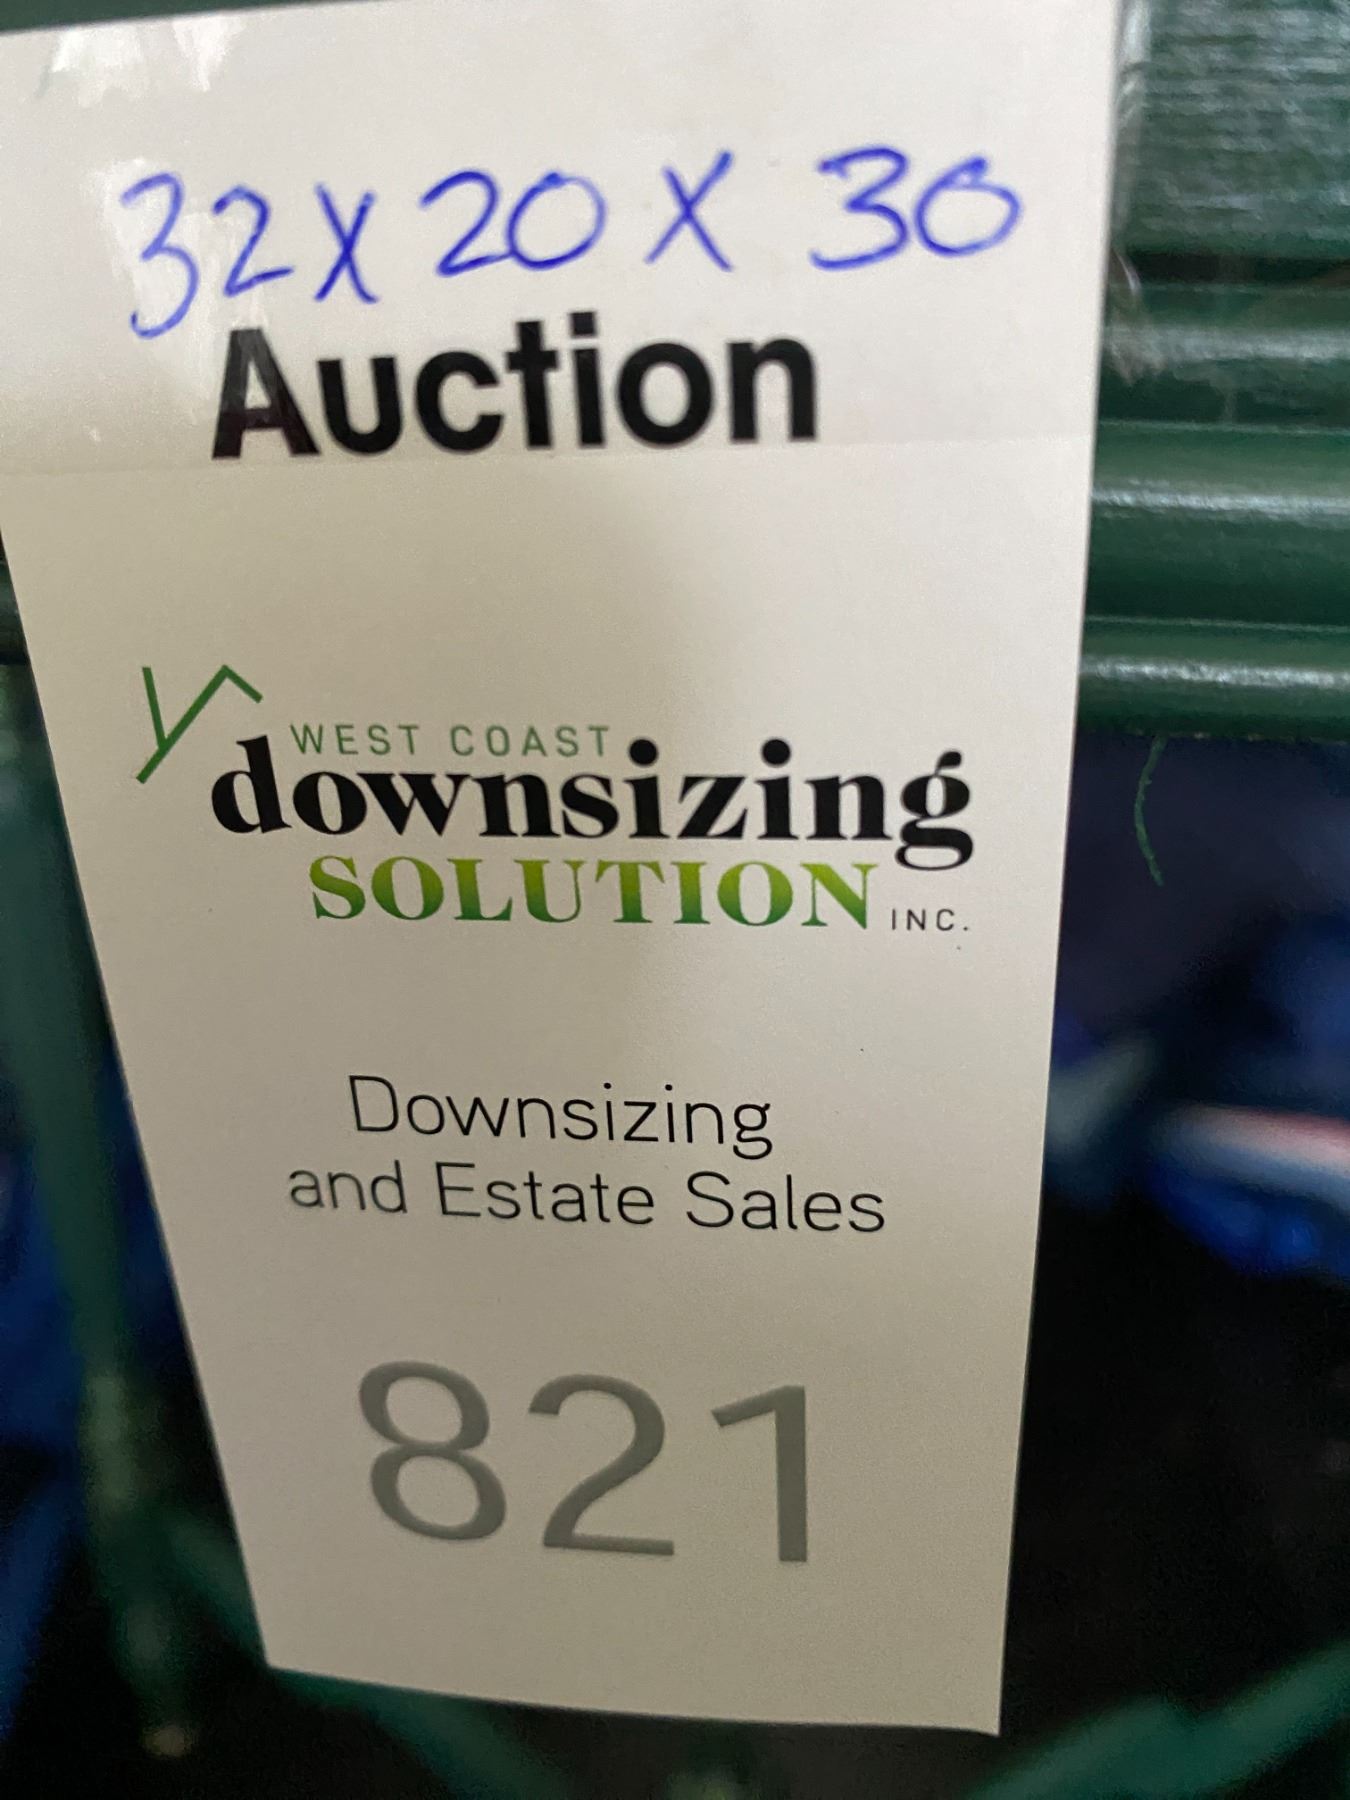 32 X 20 X 30
Auction
WEST COAST
downsizing
SOLUTION INC.
Downsizing
and Estate Sales
821